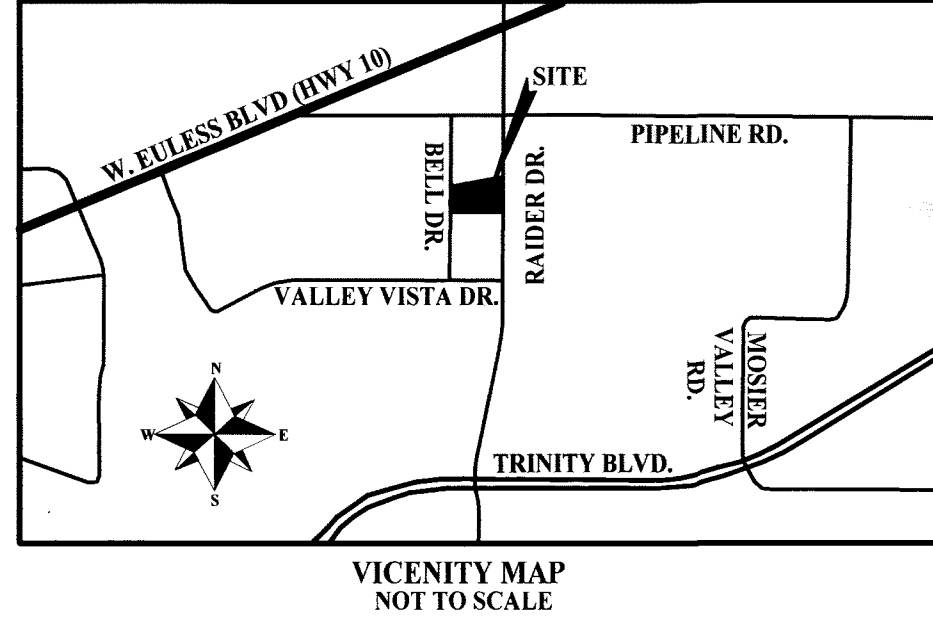 W. EULESS BLVD (HWY 10)
SITE
PIPELINE RD.
BELL DR.
RAIDER DR.
VALLEY VISTA DR.
MOSIER
VALLEY
RD.
N
W
E
S
TRINITY BLVD.
VICENITY MAP
NOT TO SCALE